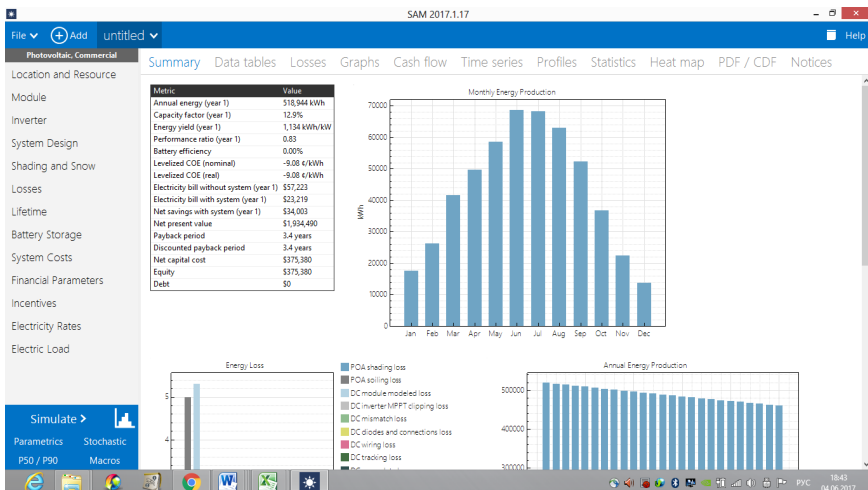 SAM 2017.1.17
File
Add
untitled
Help
Photovoltaic, Commercial
Location and Resource
Module
Inverter
System Design
Shading and Snow
Losses
Lifetime
Battery Storage
System Costs
Financial Parameters
Incentives
Electricity Rates
Electric Load
Simulate >
Parametrics Stochastic
P50 / P90 Macros
Summary Data tables Losses Graphs Cash flow Time series Profiles Statistics Heat map PDF / CDF Notices
Metric Value
Annual energy (year 1) 518,944 kWh
Capacity factor (year 1) 12.9%
Energy yield (year 1) 1,134 kWh/kW
Performance ratio (year 1) 0.83
Battery efficiency 0.00%
Levelized COE (nominal) -9.08 ¢/kWh
Levelized COE (real) -9.08 ¢/kWh
Electricity bill without system (year 1) $57,223
Electricity bill with system (year 1) $23,219
Net savings with system (year 1) $34,003
Net present value $1,934,490
Payback period 3.4 years
Discounted payback period 3.4 years
Net capital cost $375,380
Equity $375,380
Debt $0
Monthly Energy Production
kWh
70000
60000
50000
40000
30000
20000
10000
0
Jan Feb Mar Apr May Jun Jul Aug Sep Oct Nov Dec
Energy Loss
5
4
POA shading loss
POA soiling loss
DC module modeled loss
DC inverter MPPT clipping loss
DC mismatch loss
DC diodes and connections loss
DC wiring loss
DC tracking loss
Annual Energy Production
500000
400000
300000
РУС
18:43
04.06.2017